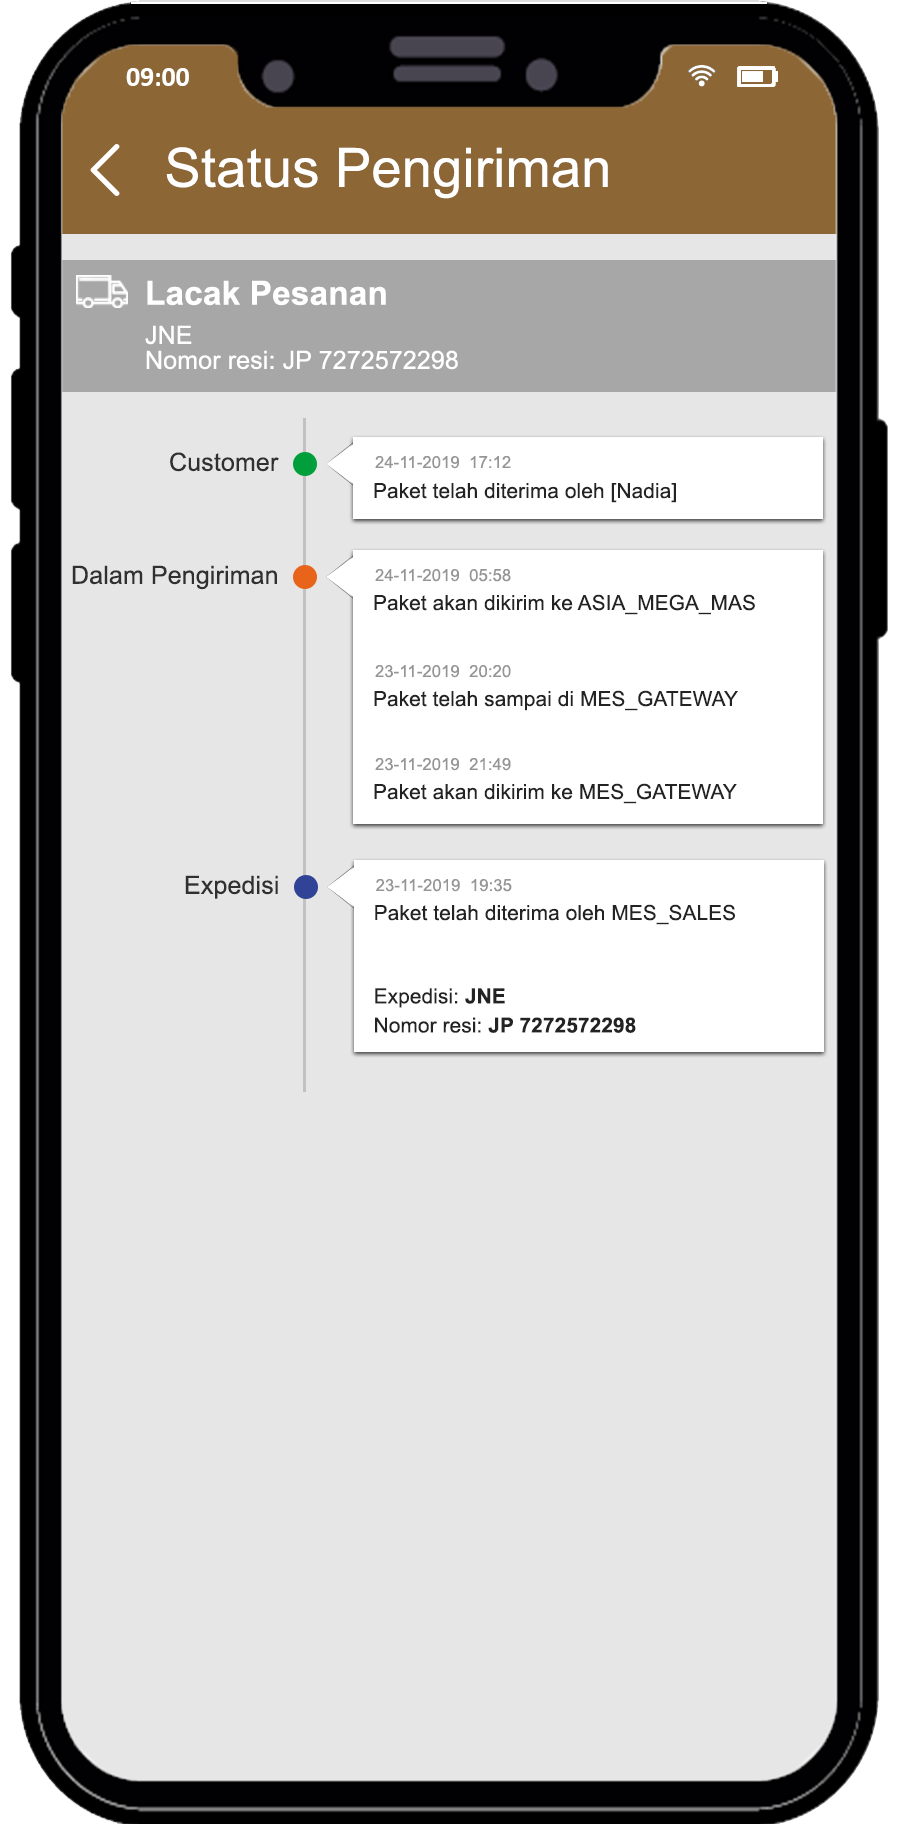 09:00
Status Pengiriman
Lacak Pesanan
JNE
Nomor resi: JP 7272572298
Customer
24-11-2019 17:12
Paket telah diterima oleh [Nadia]
Dalam Pengiriman
24-11-2019 05:58
Paket akan dikirim ke ASIA_MEGA_MAS
23-11-2019 20:20
Paket telah sampai di MES_GATEWAY
23-11-2019 21:49
Paket akan dikirim ke MES_GATEWAY
Expedisi
23-11-2019 19:35
Paket telah diterima oleh MES_SALES
Expedisi: JNE
Nomor resi: JP 7272572298